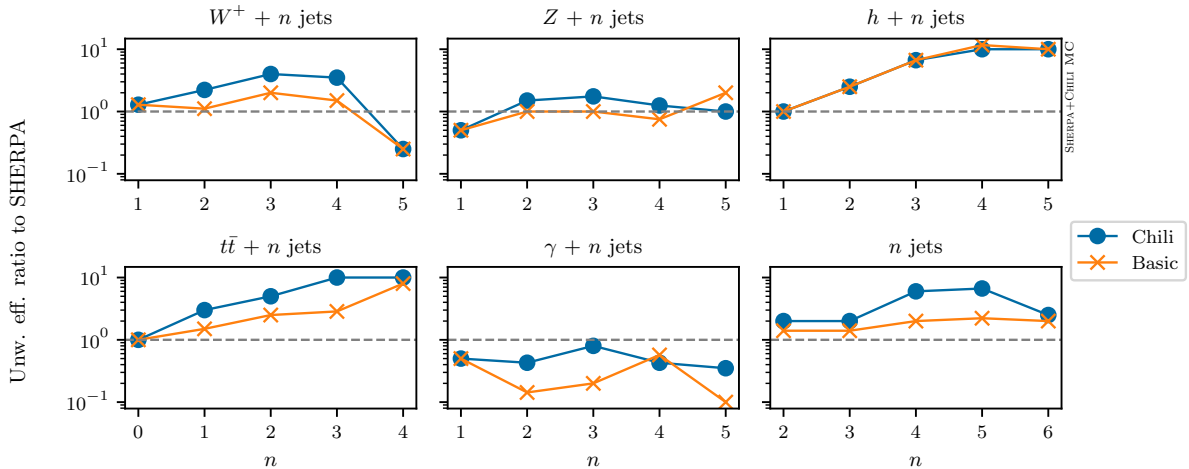 W⁺ + n jets
Z + n jets
h + n jets
10¹
10⁰
10⁻¹
1 2 3 4 5
1 2 3 4 5
2 3 4 5 6
SHERPA+CHILI MC
Unw. eff. ratio to SHERPA
tt̄ + n jets
γ + n jets
n jets
10¹
10⁰
10⁻¹
0 1 2 3 4
1 2 3 4 5
2 3 4 5 6
n
n
n
Chili
Basic